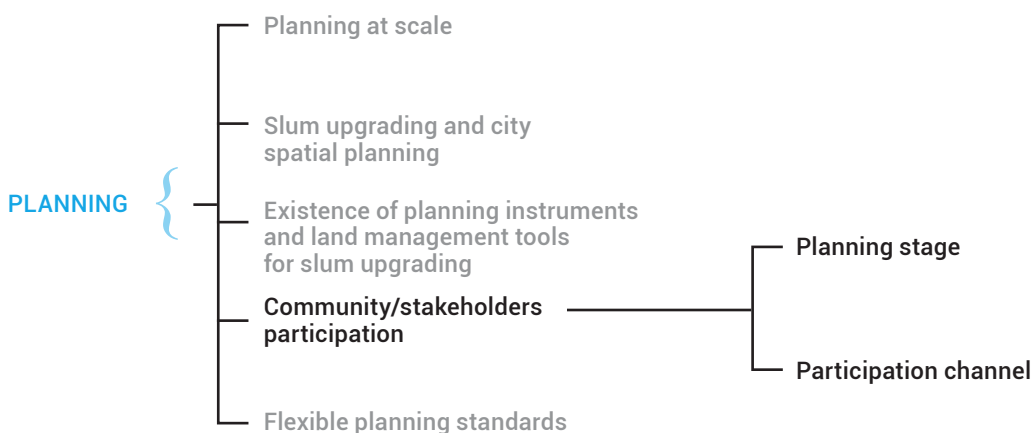 Planning at scale
Slum upgrading and city
spatial planning
PLANNING
Existence of planning instruments
and land management tools
for slum upgrading
Community/stakeholders
participation
Planning stage
Participation channel
Flexible planning standards